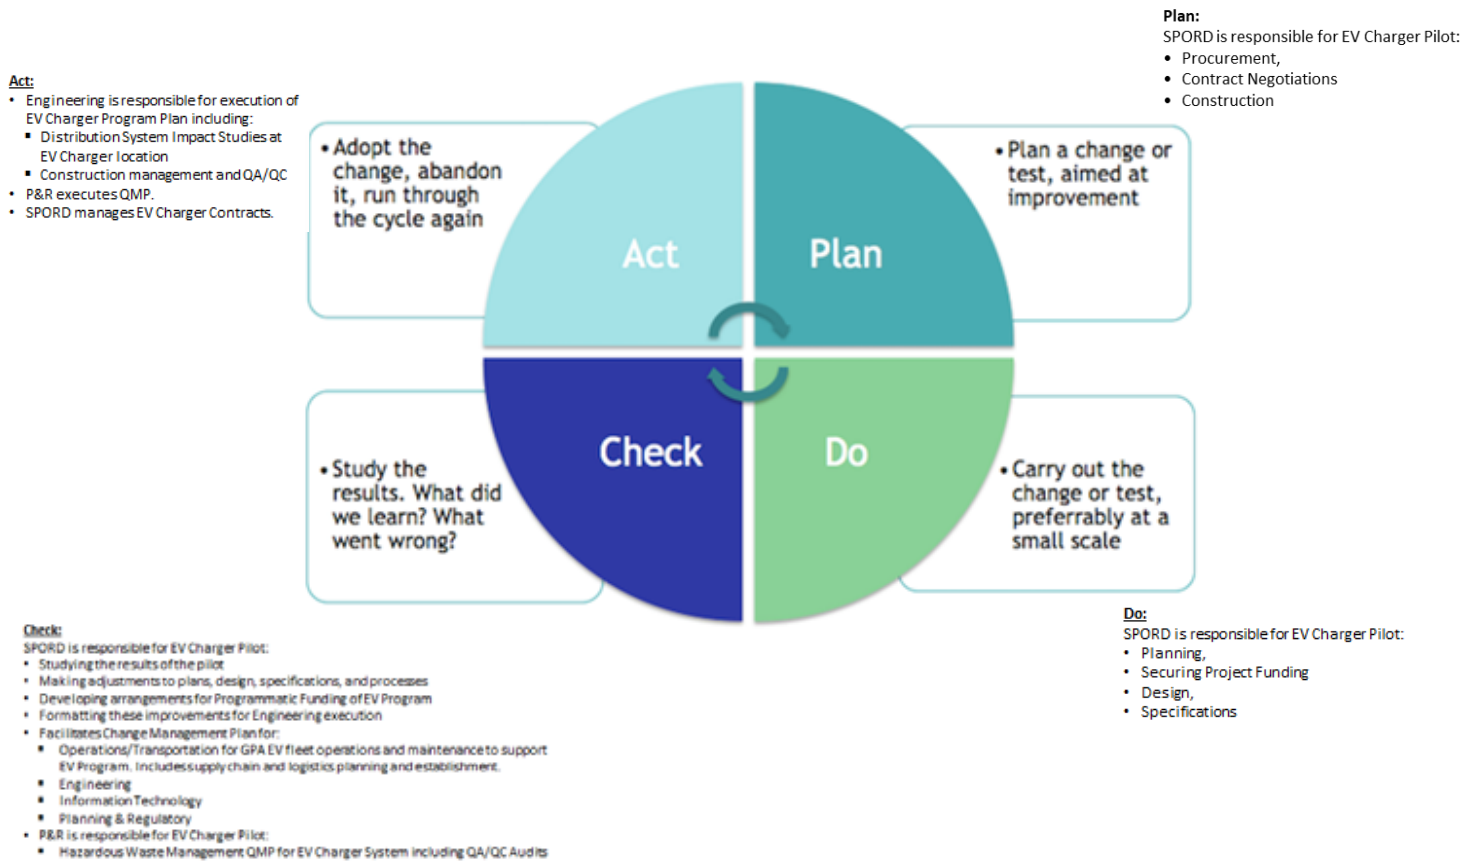 Plan:
SPORD is responsible for EV Charger Pilot:
• Procurement,
• Contract Negotiations
• Construction
Act:
• Engineering is responsible for execution of
EV Charger Program Plan including:
▪ Distribution System Impact Studies at
EV Charger location
▪ Construction management and QA/QC
• P&R executes QMP.
• SPORD manages EV Charger Contracts.
• Adopt the
change, abandon
it, run through
the cycle again
Act
Plan
• Plan a change or
test, aimed at
improvement
• Study the
results. What did
we learn? What
went wrong?
Check
Do
• Carry out the
change or test,
preferrably at a
small scale
Check:
SPORD is responsible for EV Charger Pilot:
• Studying the results of the pilot
• Making adjustments to plans, design, specifications, and processes
• Developing arrangements for Programmatic Funding of EV Program
• Formatting these improvements for Engineering execution
• Facilitates Change Management Plan for:
▪ Operations/Transportation for GPA EV fleet operations and maintenance to support
EV Program. Includes supply chain and logistics planning and establishment.
▪ Engineering
▪ Information Technology
▪ Planning & Regulatory
• P&R is responsible for EV Charger Pilot:
▪ Hazardous Waste Management QMP for EV Charger System including QA/QC Audits
Do:
SPORD is responsible for EV Charger Pilot:
• Planning,
• Securing Project Funding
• Design,
• Specifications